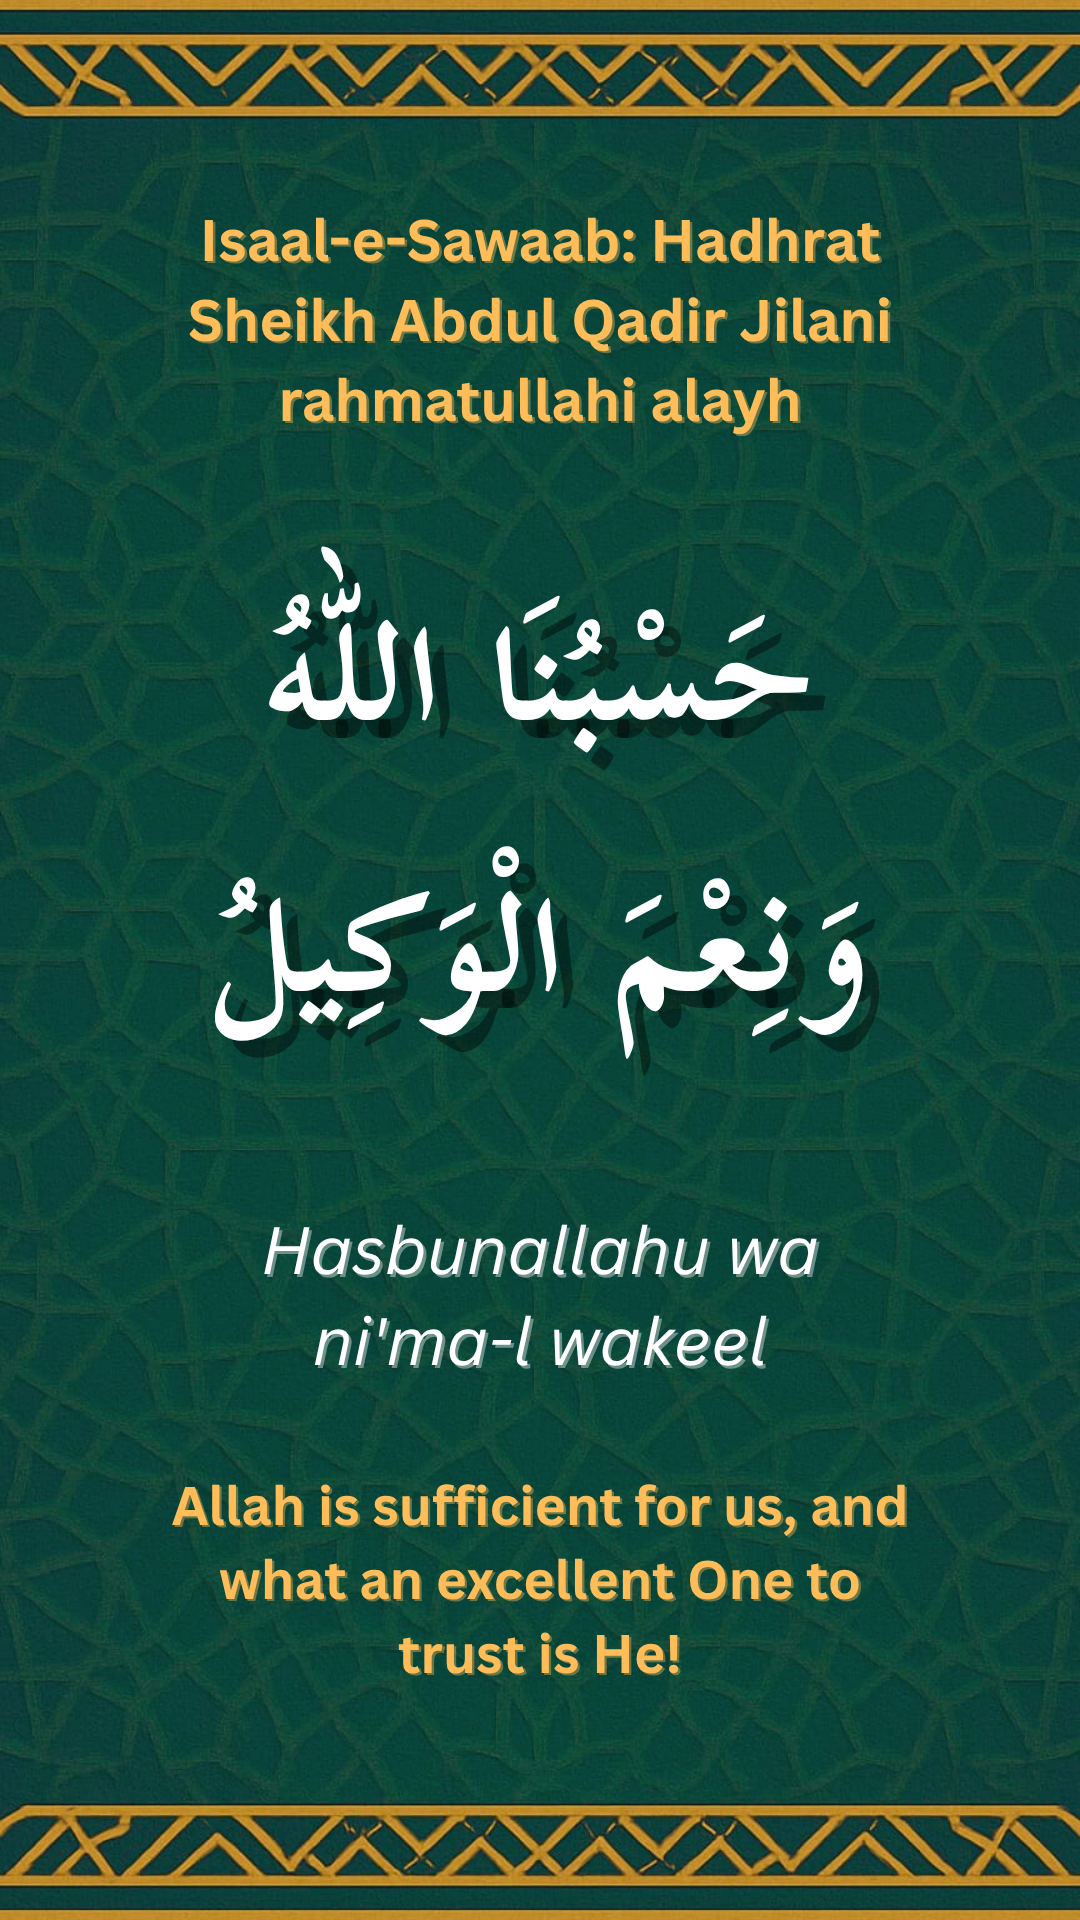 Isaal-e-Sawaab: Hadhrat
Sheikh Abdul Qadir Jilani
rahmatullahi alayh
حَسْبُنَا اللّٰهُ
وَنِعْمَ الْوَكِيلُ
Hasbunallahu wa
ni'ma-l wakeel
Allah is sufficient for us, and
what an excellent One to
trust is He!